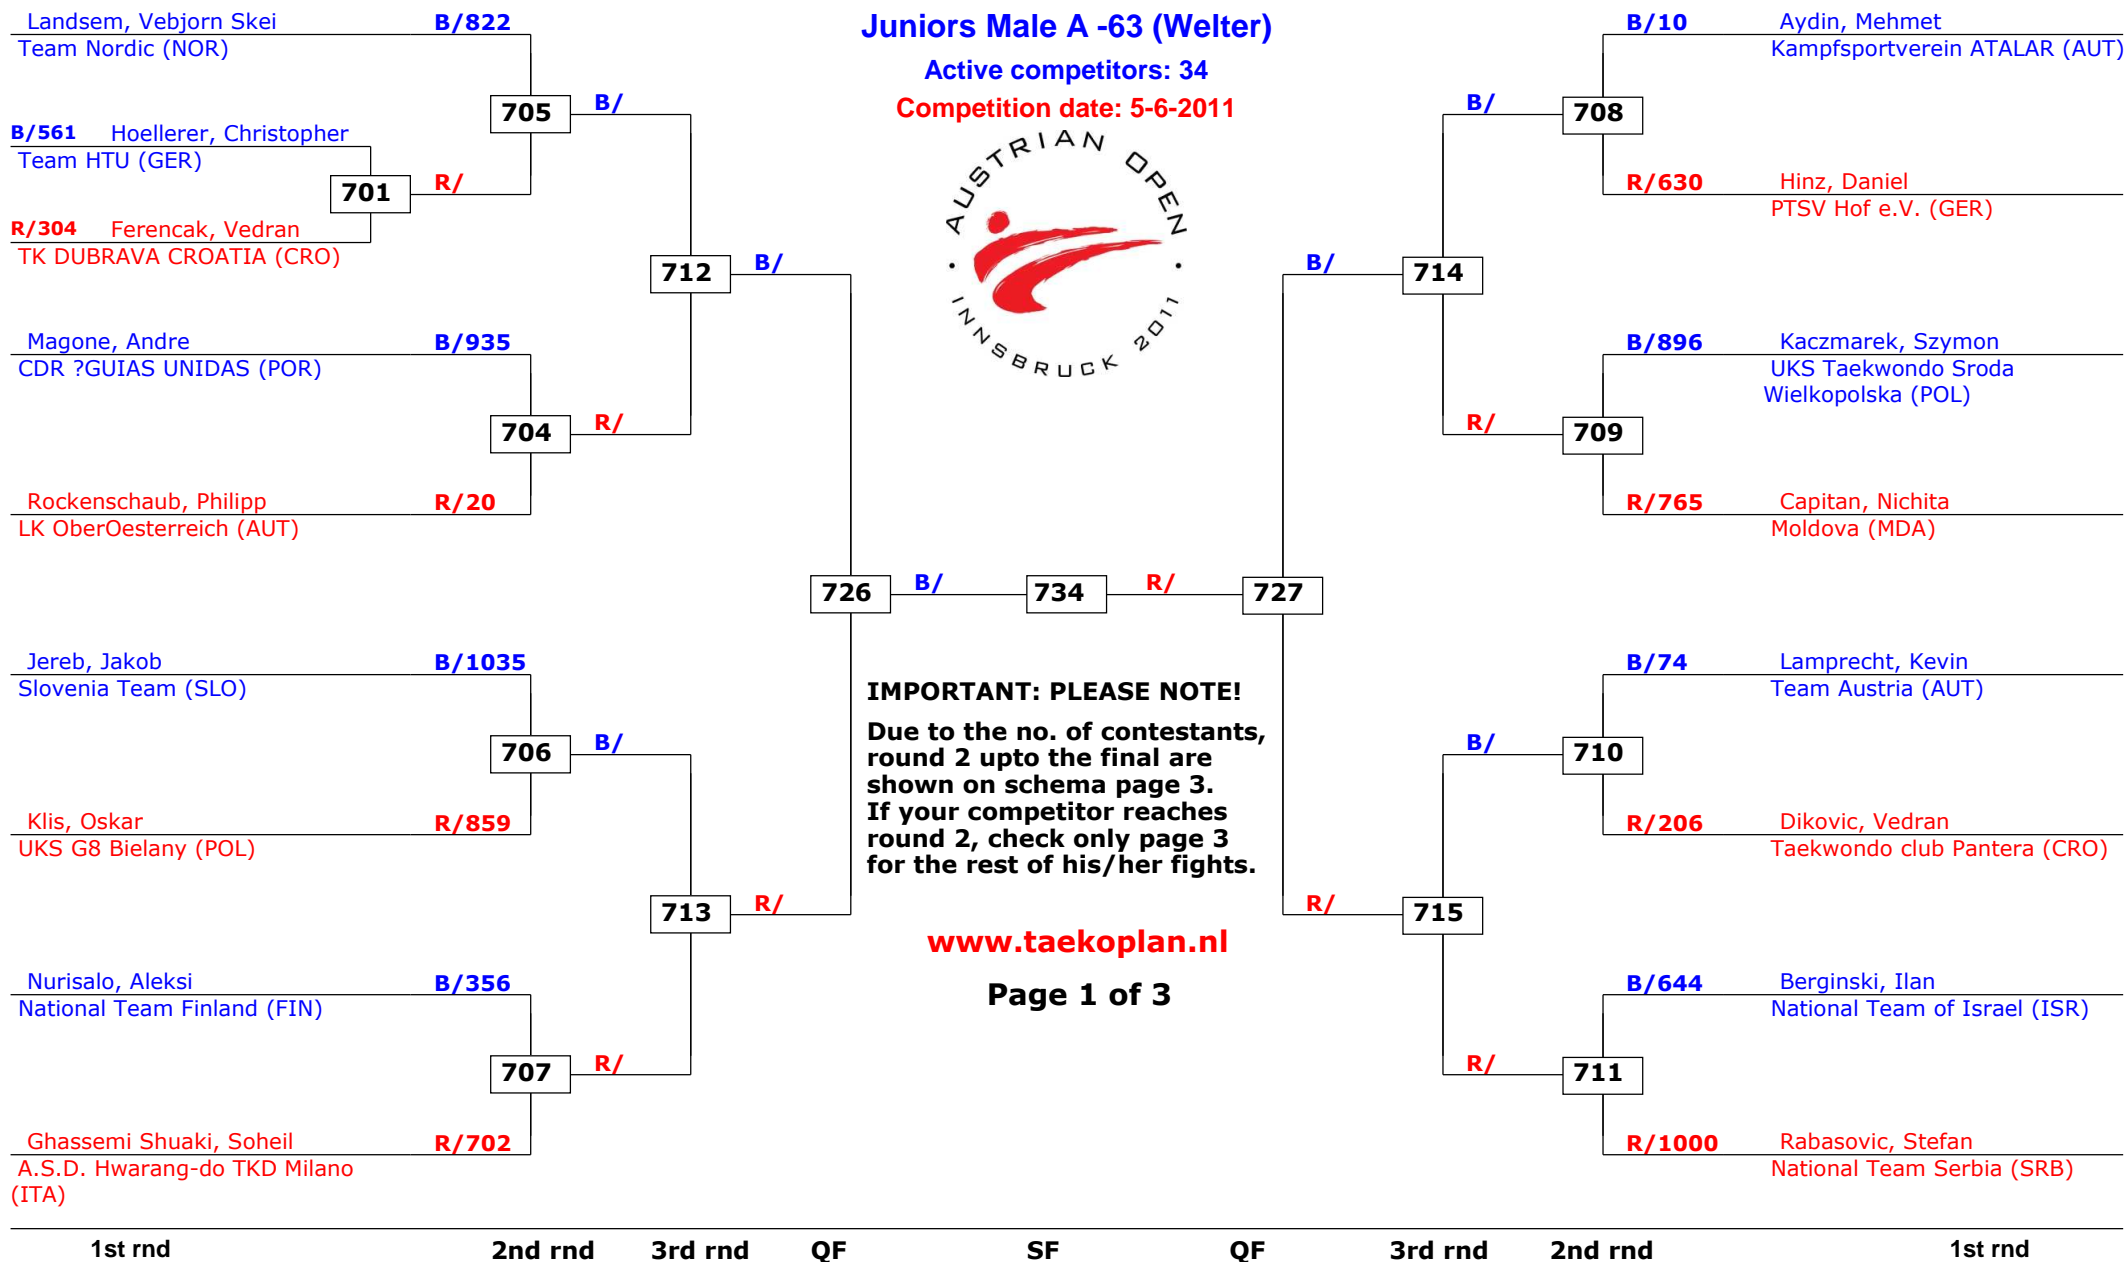 Juniors Male A -63 (Welter)
Active competitors: 34
Competition date: 5-6-2011
AUSTRIAN OPEN
INNSBRUCK 2011
Landsem, Vebjorn Skei B/822
Team Nordic (NOR)
705 B/
B/561 Hoellerer, Christopher
Team HTU (GER)
701 R/
R/304 Ferencak, Vedran
TK DUBRAVA CROATIA (CRO)
712 B/
Magone, Andre B/935
CDR ?GUIAS UNIDAS (POR)
704 R/
Rockenschaub, Philipp R/20
LK OberOesterreich (AUT)
726 B/ 734 R/ 727
Jereb, Jakob B/1035
Slovenia Team (SLO)
706 B/
Klis, Oskar R/859
UKS G8 Bielany (POL)
713 R/
Nurisalo, Aleksi B/356
National Team Finland (FIN)
707 R/
Ghassemi Shuaki, Soheil R/702
A.S.D. Hwarang-do TKD Milano
(ITA)
IMPORTANT: PLEASE NOTE!
Due to the no. of contestants,
round 2 upto the final are
shown on schema page 3.
If your competitor reaches
round 2, check only page 3
for the rest of his/her fights.
www.taekoplan.nl
Page 1 of 3
B/10 Aydin, Mehmet
Kampfsportverein ATALAR (AUT)
B/ 708
R/630 Hinz, Daniel
PTSV Hof e.V. (GER)
B/ 714
B/896 Kaczmarek, Szymon
UKS Taekwondo Sroda
Wielkopolska (POL)
R/ 709
R/765 Capitan, Nichita
Moldova (MDA)
B/74 Lamprecht, Kevin
Team Austria (AUT)
B/ 710
R/206 Dikovic, Vedran
Taekwondo club Pantera (CRO)
R/ 715
B/644 Berginski, Ilan
National Team of Israel (ISR)
R/ 711
R/1000 Rabasovic, Stefan
National Team Serbia (SRB)
1st rnd 2nd rnd 3rd rnd QF SF QF 3rd rnd 2nd rnd 1st rnd